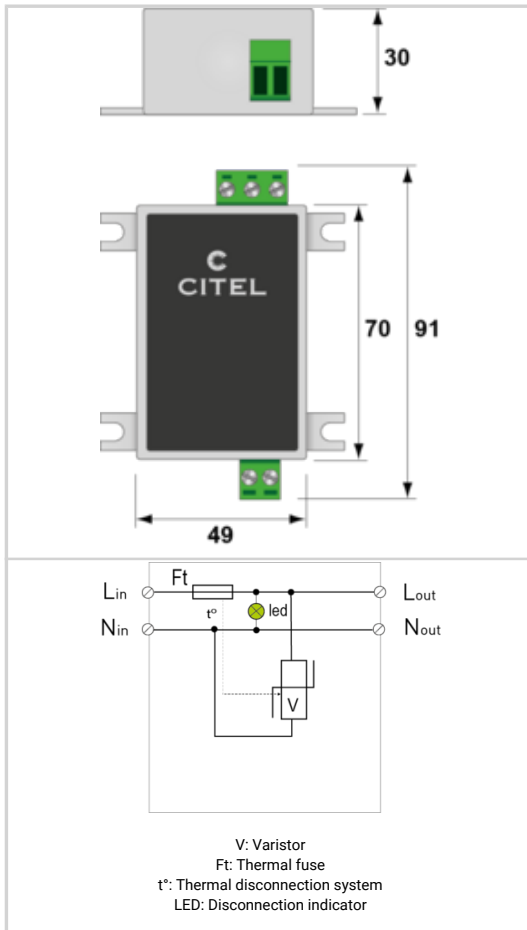 30
C
CITEL
70
91
49
Lin
Ft
Lout
t°
led
Nin
Nout
V
V: Varistor
Ft: Thermal fuse
t°: Thermal disconnection system
LED: Disconnection indicator